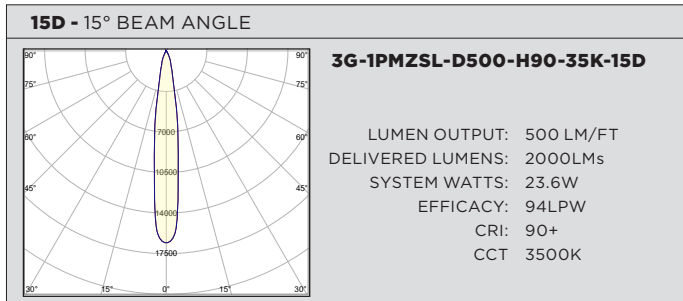 15D - 15° BEAM ANGLE
3G-1PMZSL-D500-H90-35K-15D
LUMEN OUTPUT: 500 LM/FT
DELIVERED LUMENS: 2000LMs
SYSTEM WATTS: 23.6W
EFFICACY: 94LPW
CRI: 90+
CCT 3500K
90° 90°
75° 75°
60° 60°
45° 45°
7000
10500
14000
17500
30° 15° 0° 15° 30°